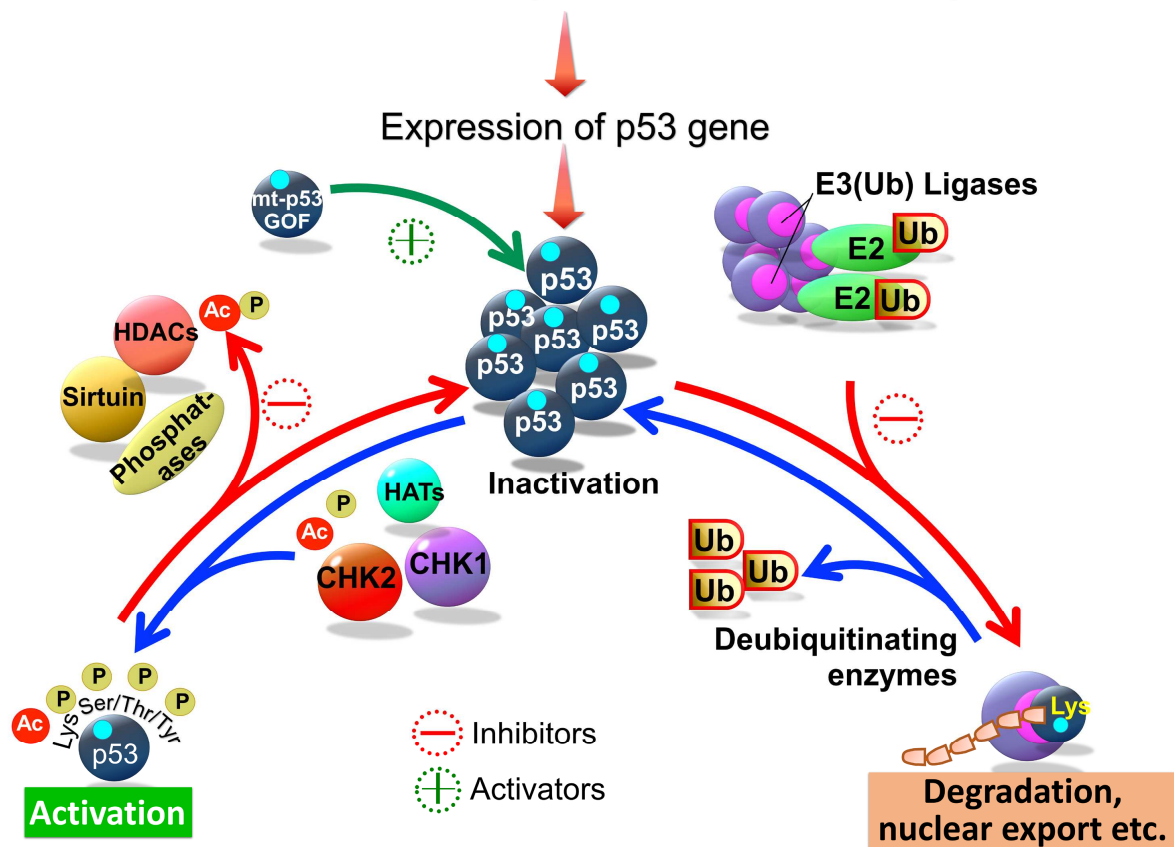 Expression of p53 gene
mt-p53
GOF
E3(Ub) Ligases
Ub
E2
E2
Ub
p53
p53
p53
p53
p53
p53
p53
Ac
P
HDACs
Sirtuin
Phosphat-
ases
Inactivation
HATs
P
Ac
CHK2
CHK1
Ub
Ub
Ub
Deubiquitinating
enzymes
P
P
P
P
Ac
Lys Ser/Thr/Tyr
p53
Activation
Inhibitors
Activators
Lys
Degradation,
nuclear export etc.